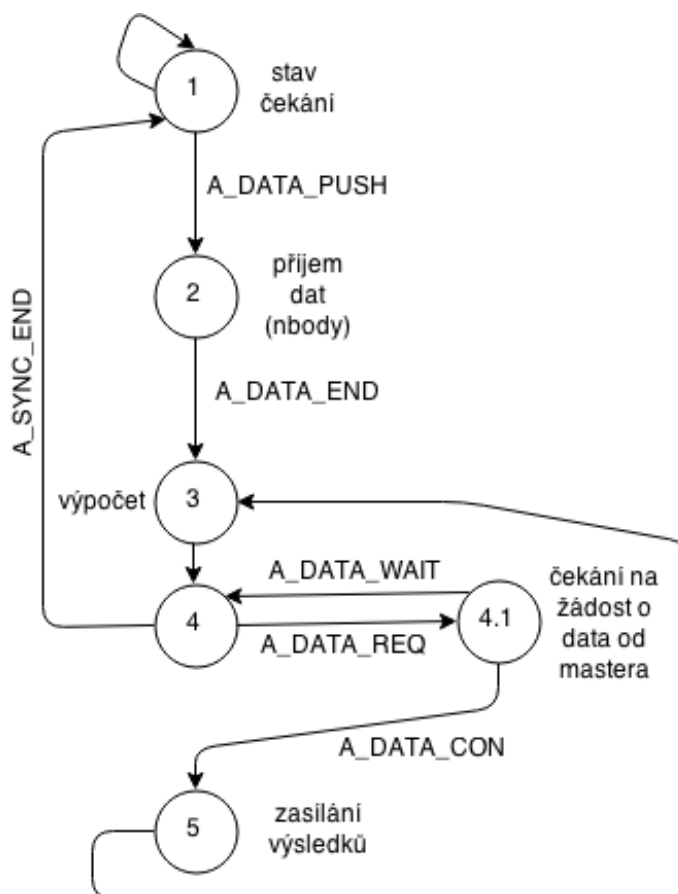 1
stav
čekání
A_DATA_PUSH
2
příjem
dat
(nbody)
A_SYNC_END
A_DATA_END
výpočet
3
A_DATA_WAIT
4
A_DATA_REQ
4.1
čekání na
žádost o
data od
mastera
A_DATA_CON
5
zasílání
výsledků